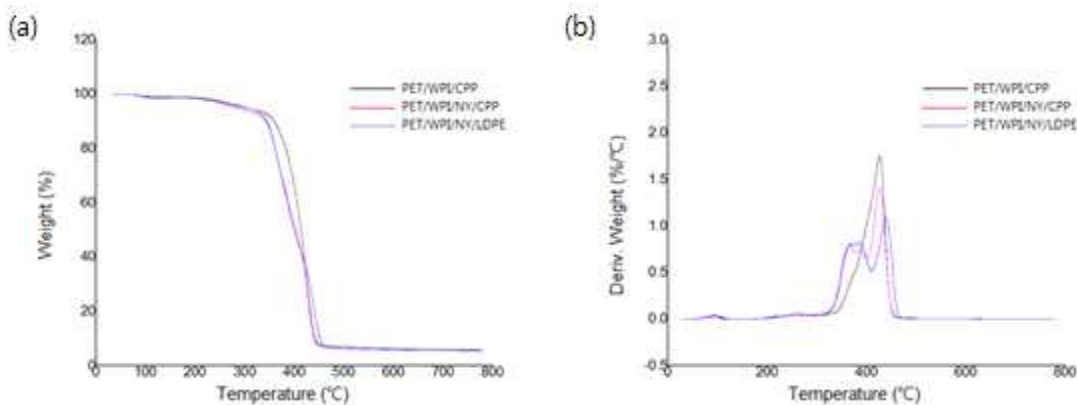 (a)
120
100
80
60
40
20
0
Weight (%)
0 100 200 300 400 500 600 700 800
Temperature (℃)
PET/WPI/CPP
PET/WPI/NY/CPP
PET/WPI/NY/LDPE
(b)
3.0
2.5
2.0
1.5
1.0
0.5
0.0
-0.5
Deriv. Weight (%/℃)
0 200 400 600 800
Temperature (℃)
PET/WPI/CPP
PET/WPI/NY/CPP
PET/WPI/NY/LDPE